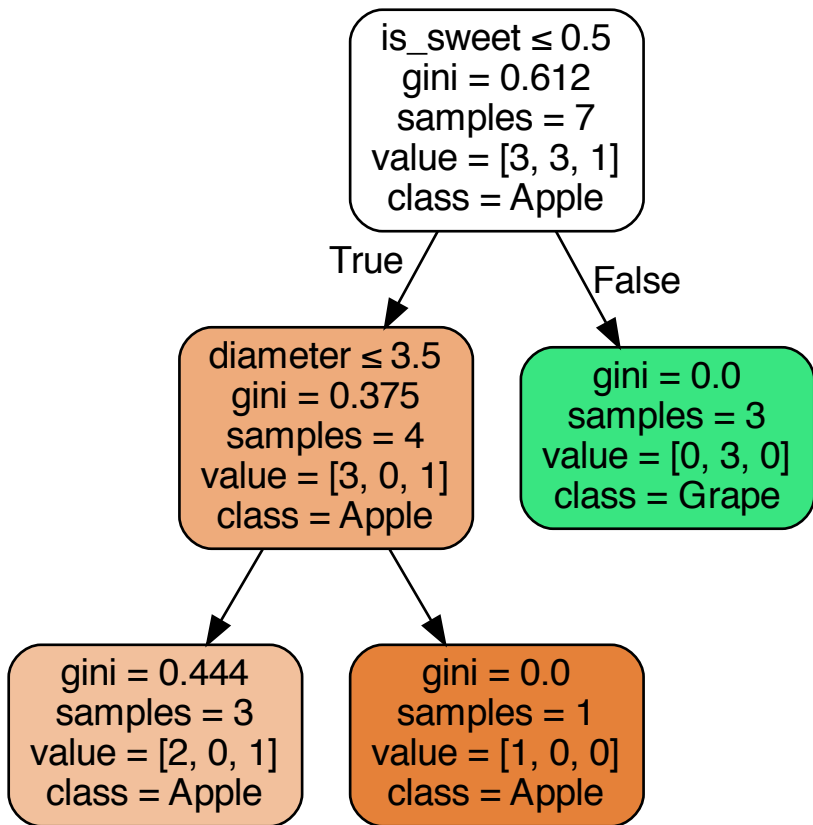 is_sweet ≤ 0.5
gini = 0.612
samples = 7
value = [3, 3, 1]
class = Apple
True
False
diameter ≤ 3.5
gini = 0.375
samples = 4
value = [3, 0, 1]
class = Apple
gini = 0.0
samples = 3
value = [0, 3, 0]
class = Grape
gini = 0.444
samples = 3
value = [2, 0, 1]
class = Apple
gini = 0.0
samples = 1
value = [1, 0, 0]
class = Apple